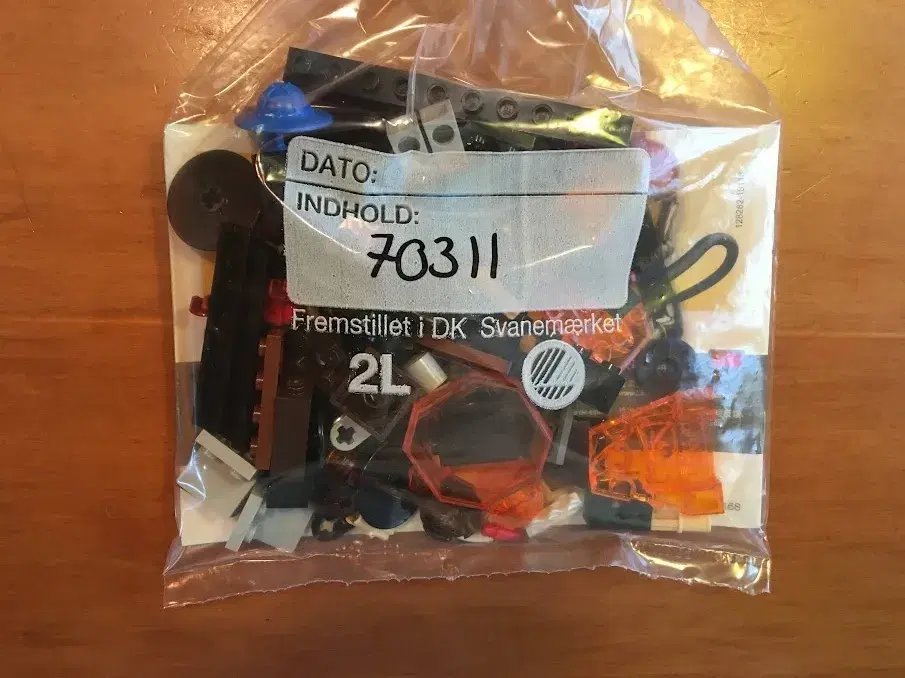 DATO:
INDHOLD:
70311
Fremstillet i DK Svanemærket
2L